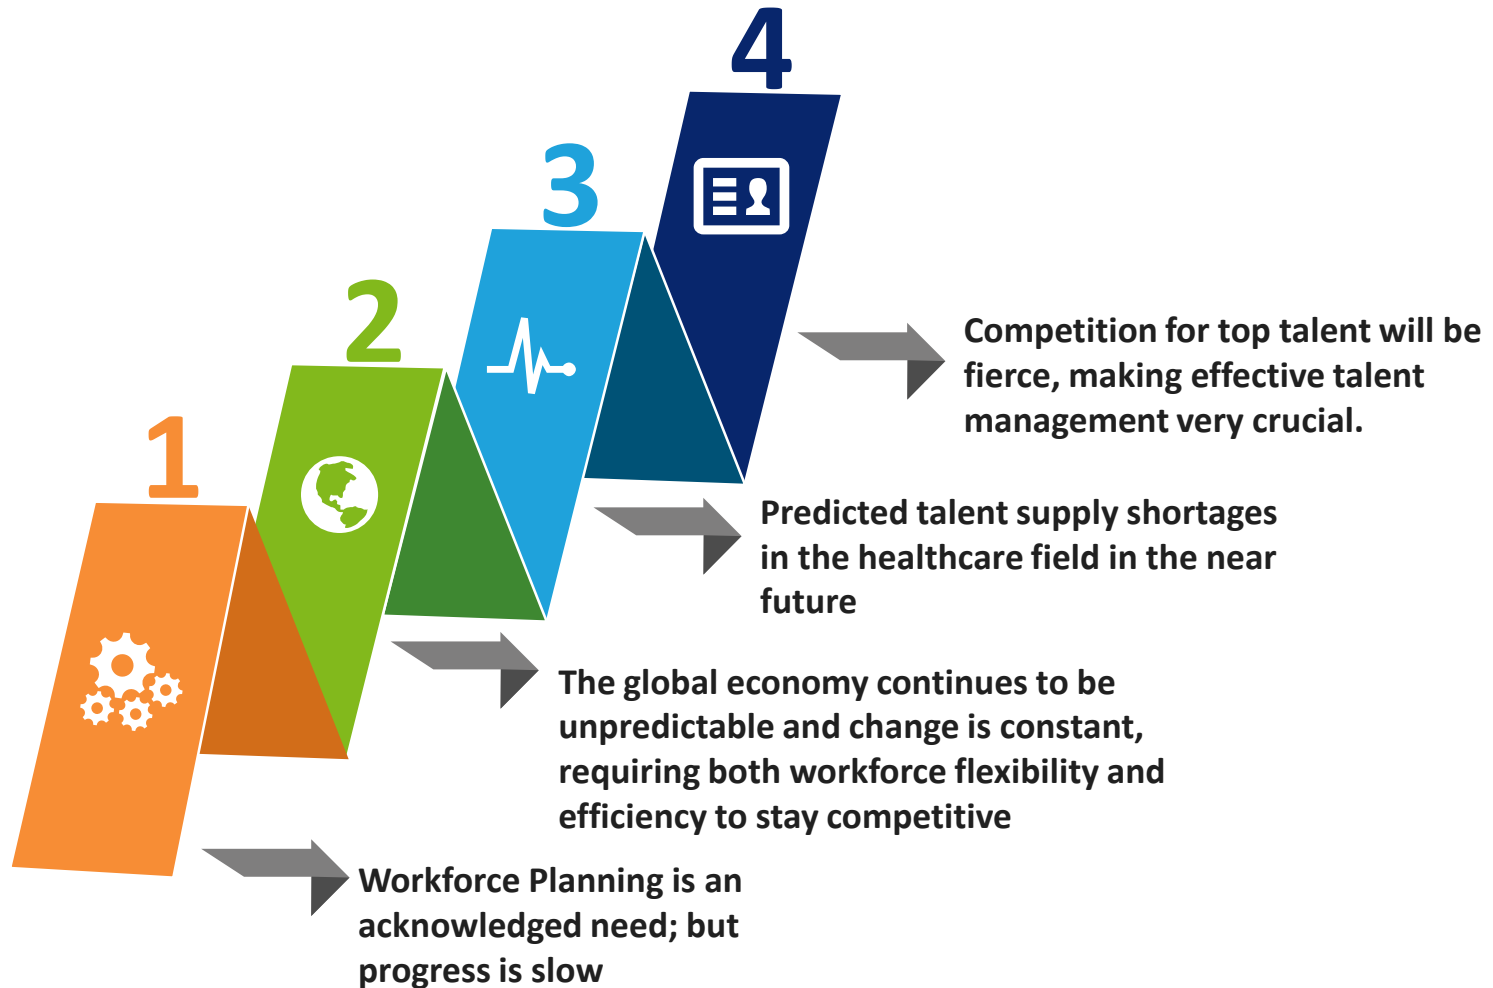 4
3
2
1
Competition for top talent will be
fierce, making effective talent
management very crucial.
Predicted talent supply shortages
in the healthcare field in the near
future
The global economy continues to be
unpredictable and change is constant,
requiring both workforce flexibility and
efficiency to stay competitive
Workforce Planning is an
acknowledged need; but
progress is slow